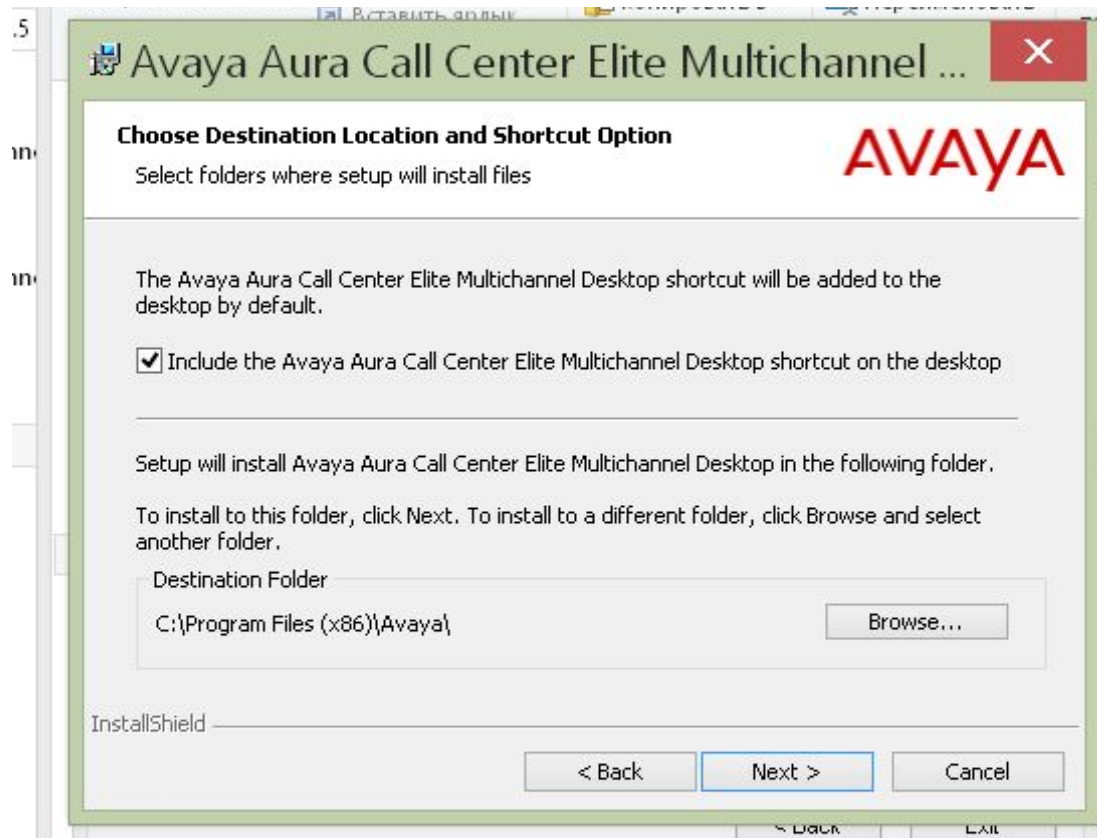 Вставить ярлык
.5
Avaya Aura Call Center Elite Multichannel ...
Choose Destination Location and Shortcut Option
Select folders where setup will install files
AVAYA
The Avaya Aura Call Center Elite Multichannel Desktop shortcut will be added to the
desktop by default.
Include the Avaya Aura Call Center Elite Multichannel Desktop shortcut on the desktop
Setup will install Avaya Aura Call Center Elite Multichannel Desktop in the following folder.
To install to this folder, click Next. To install to a different folder, click Browse and select
another folder.
Destination Folder
C:\Program Files (x86)\Avaya\
Browse...
InstallShield
< Back
Next >
Cancel
< Back
Exit